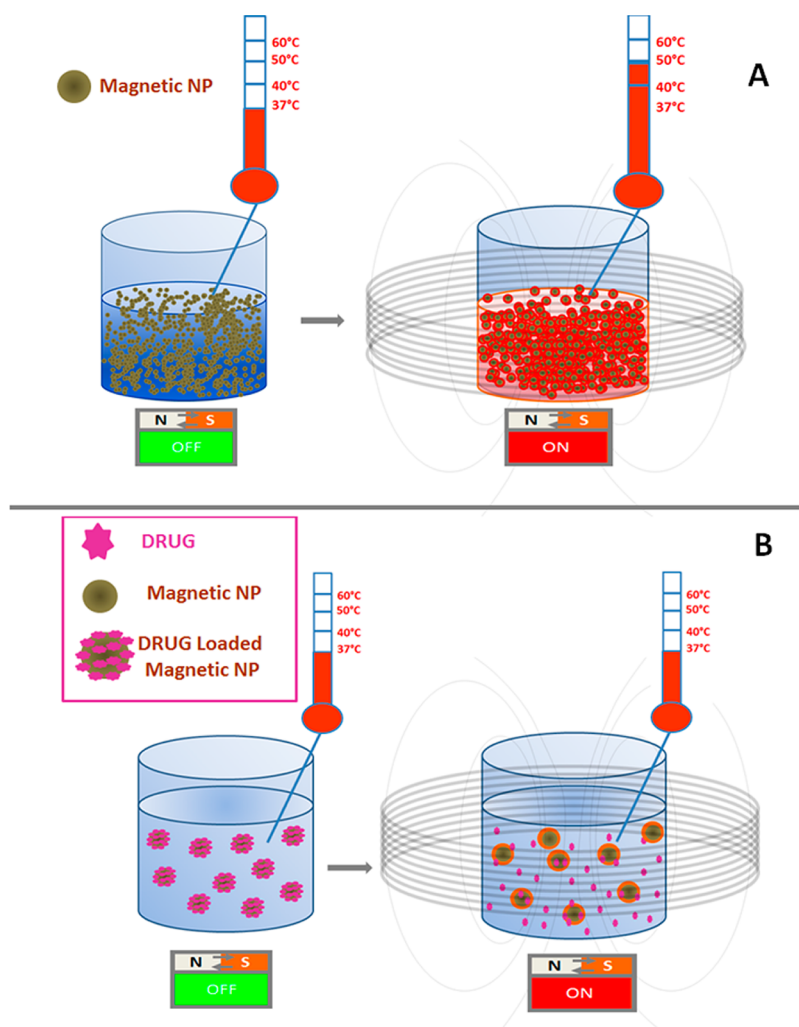 60°C
50°C
40°C
37°C
Magnetic NP
60°C
50°C
40°C
37°C
A
N S
OFF
N S
ON
DRUG
Magnetic NP
DRUG Loaded
Magnetic NP
B
60°C
50°C
40°C
37°C
60°C
50°C
40°C
37°C
N S
OFF
N S
ON